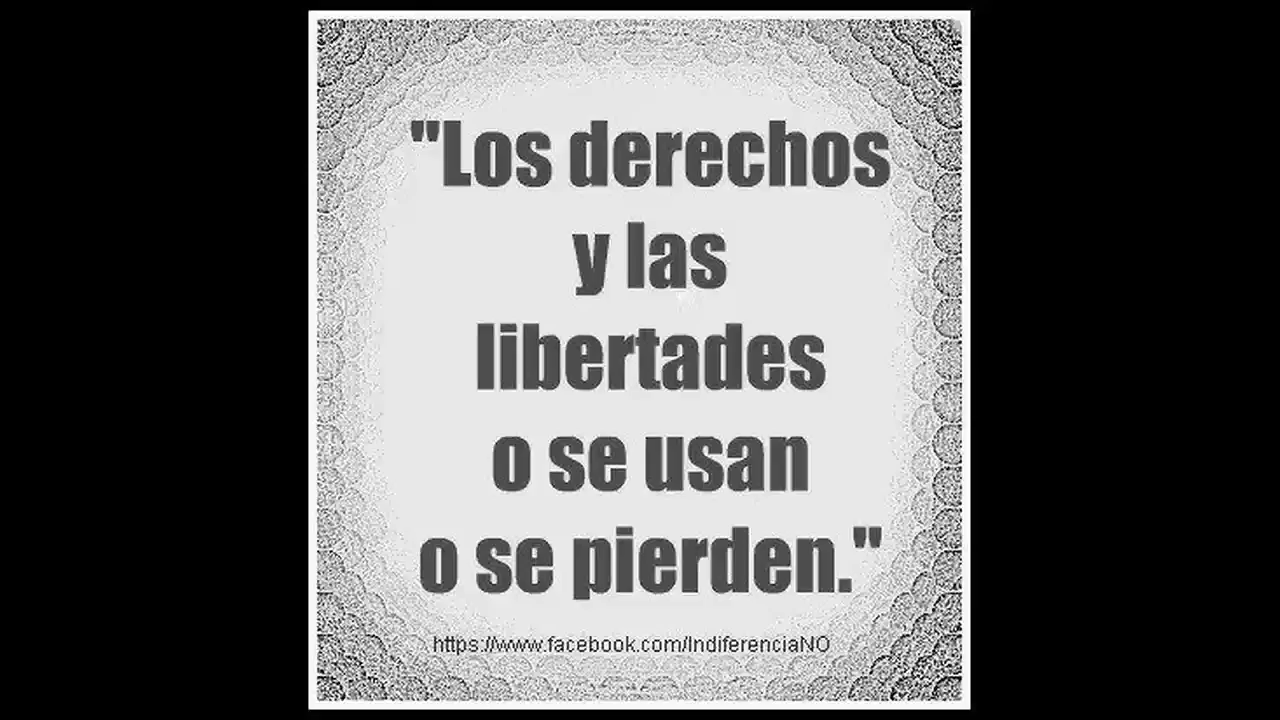 "Los derechos
y las
libertades
o se usan
o se pierden."
https://www.facebook.com/IndiferenciaNO